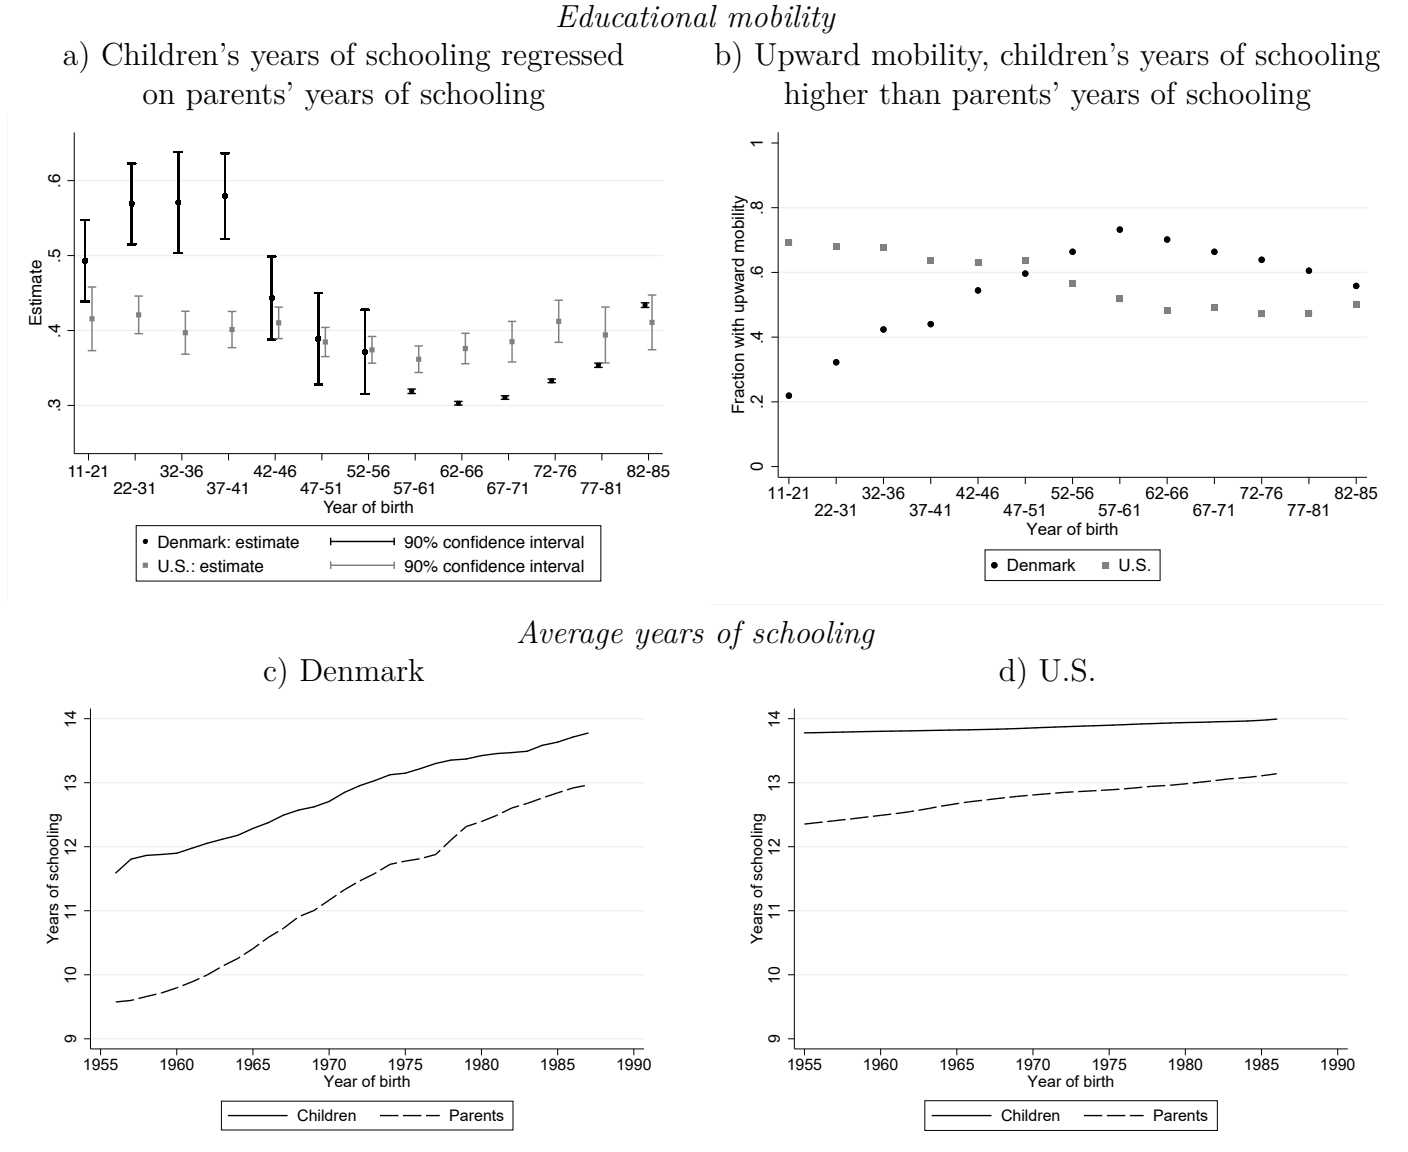 Educational mobility
a) Children's years of schooling regressed
on parents' years of schooling
.6
.5
.4
.3
Estimate
11-21 32-36 42-46 52-56 62-66 72-76 82-85
22-31 37-41 47-51 57-61 67-71 77-81
Year of birth
Denmark: estimate 90% confidence interval
U.S.: estimate 90% confidence interval
b) Upward mobility, children's years of schooling
higher than parents' years of schooling
1
.8
.6
.4
.2
0
Fraction with upward mobility
11-21 32-36 42-46 52-56 62-66 72-76 82-85
22-31 37-41 47-51 57-61 67-71 77-81
Year of birth
Denmark U.S.
Average years of schooling
c) Denmark
14
13
12
11
10
9
Years of schooling
1955 1960 1965 1970 1975 1980 1985 1990
Year of birth
Children Parents
d) U.S.
14
13
12
11
10
9
Years of schooling
1955 1960 1965 1970 1975 1980 1985 1990
Year of birth
Children Parents